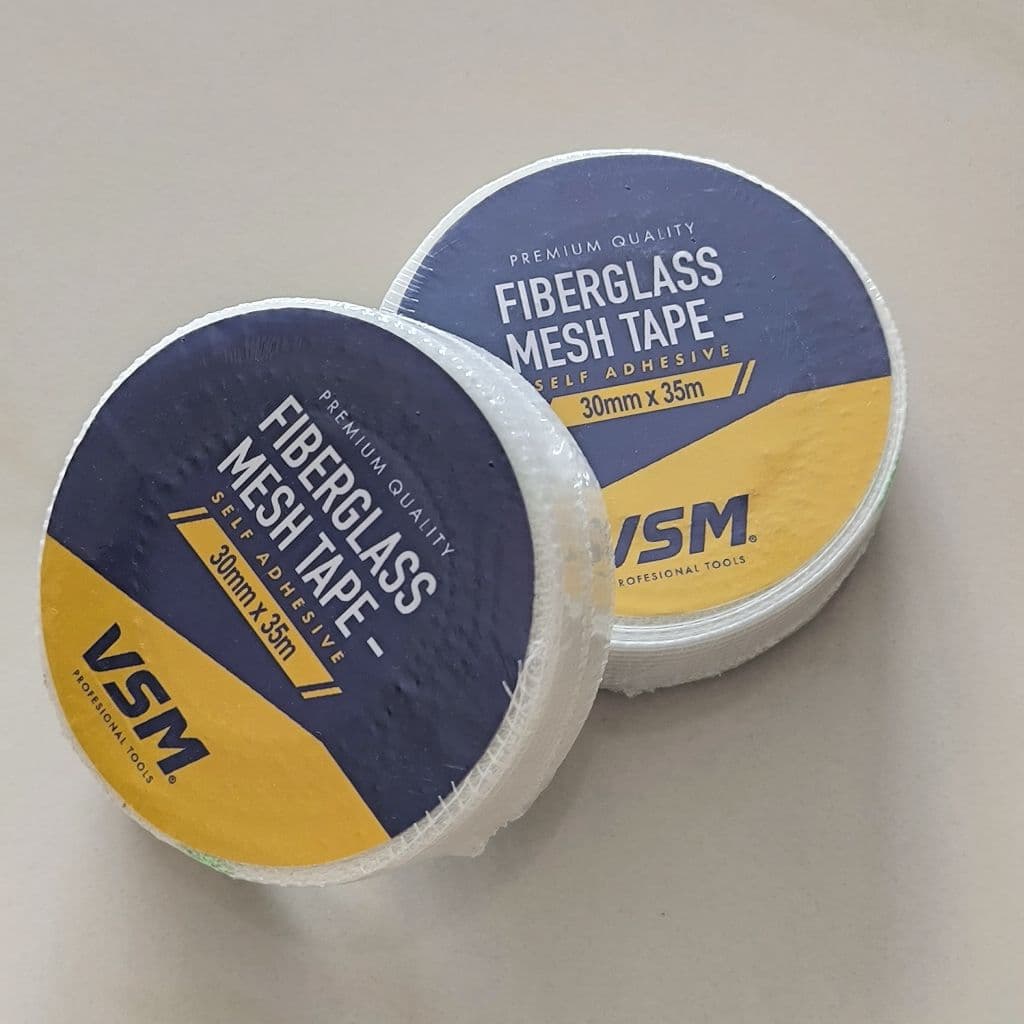 PREMIUM QUALITY
FIBERGLASS
MESH TAPE –
SELF ADHESIVE
30mm x 35m
VSM®
PROFESIONAL TOOLS
PREMIUM QUALITY
FIBERGLASS
MESH TAPE –
SELF ADHESIVE
30mm x 35m
VSM®
ROFESIONAL TOOLS